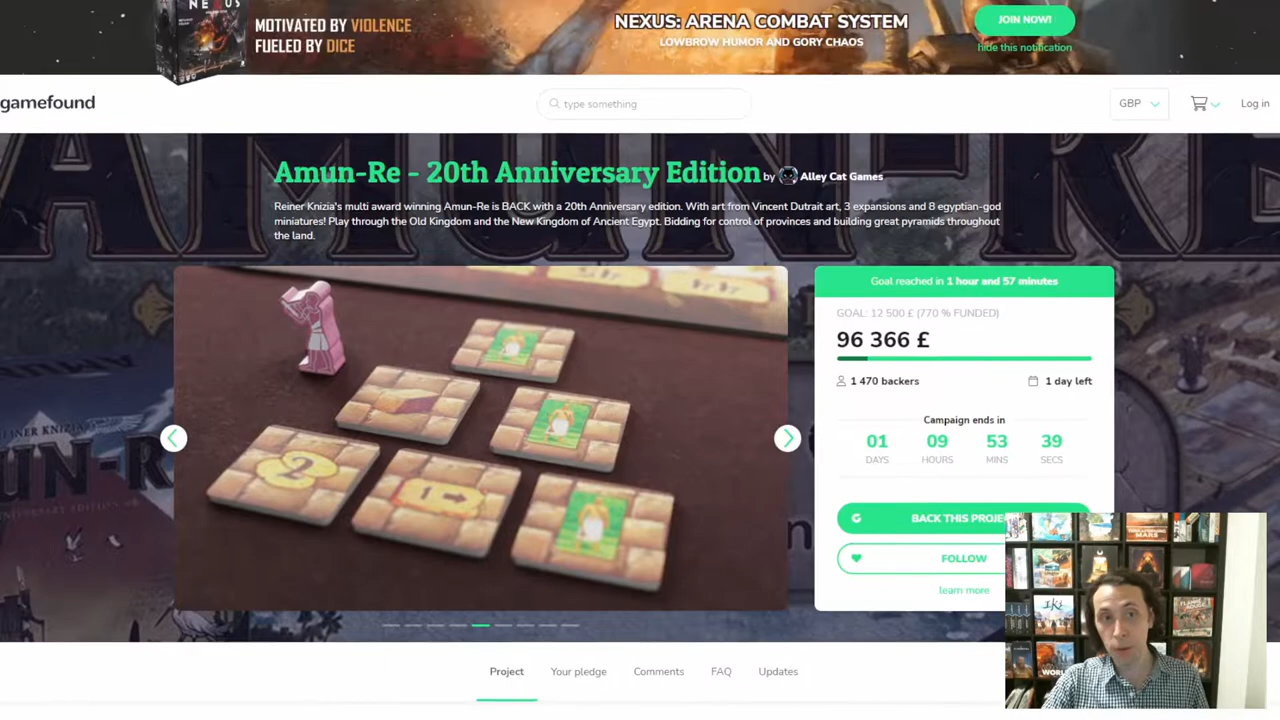 MOTIVATED BY VIOLENCE
FUELED BY DICE
NEXUS: ARENA COMBAT SYSTEM
LOWBROW HUMOR AND GORY CHAOS
JOIN NOW!
hide this notification
gamefound
type something
GBP
Log in
Amun-Re - 20th Anniversary Edition by Alley Cat Games
Reiner Knizia's multi award winning Amun-Re is BACK with a 20th Anniversary edition. With art from Vincent Dutrait art, 3 expansions and 8 egyptian-god
miniatures! Play through the Old Kingdom and the New Kingdom of Ancient Egypt. Bidding for control of provinces and building great pyramids throughout
the land.
Goal reached in 1 hour and 57 minutes
GOAL: 12 500 £ (770 % FUNDED)
96 366 £
1 470 backers
1 day left
Campaign ends in
01 09 53 39
DAYS HOURS MINS SECS
BACK THIS PROJE
FOLLOW
learn more
2
1
Project Your pledge Comments FAQ Updates